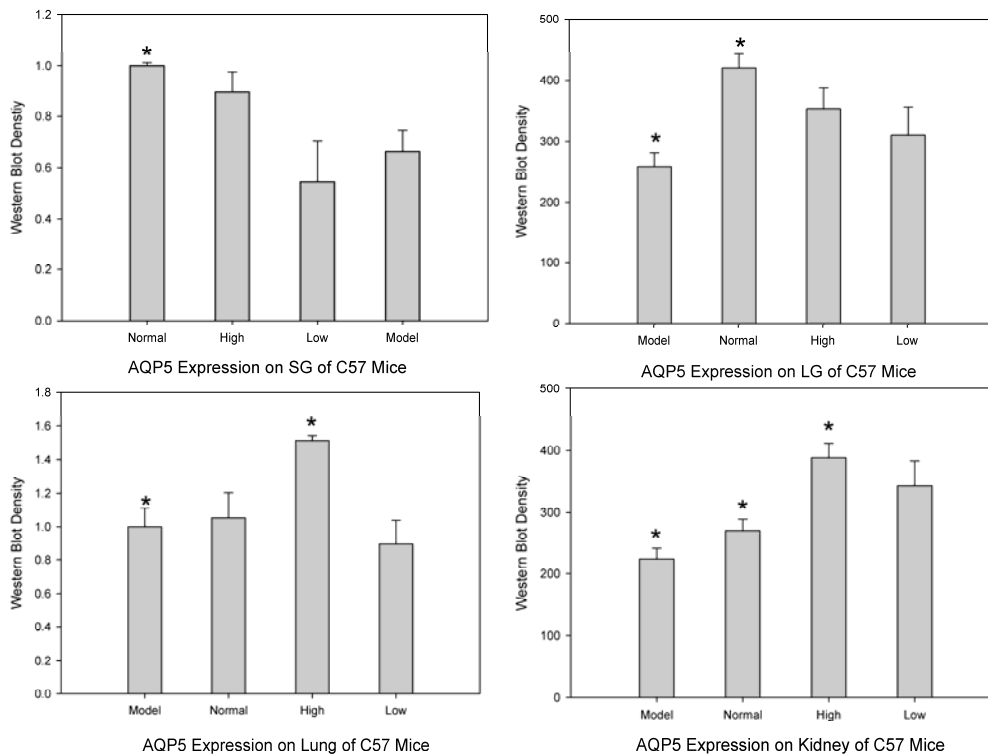 1.2
1.0
0.8
0.6
0.4
0.2
0.0
Western Blot Denstiy
*
Normal High Low Model
AQP5 Expression on SG of C57 Mice
500
400
300
200
100
0
Western Blot Density
* *
Model Normal High Low
AQP5 Expression on LG of C57 Mice
1.8
1.6
1.4
1.2
1.0
0.8
0.6
0.4
0.2
0.0
Western Blot Density
* *
Model Normal High Low
AQP5 Expression on Lung of C57 Mice
500
400
300
200
100
0
Western Blot Density
* * *
Model Normal High Low
AQP5 Expression on Kidney of C57 Mice